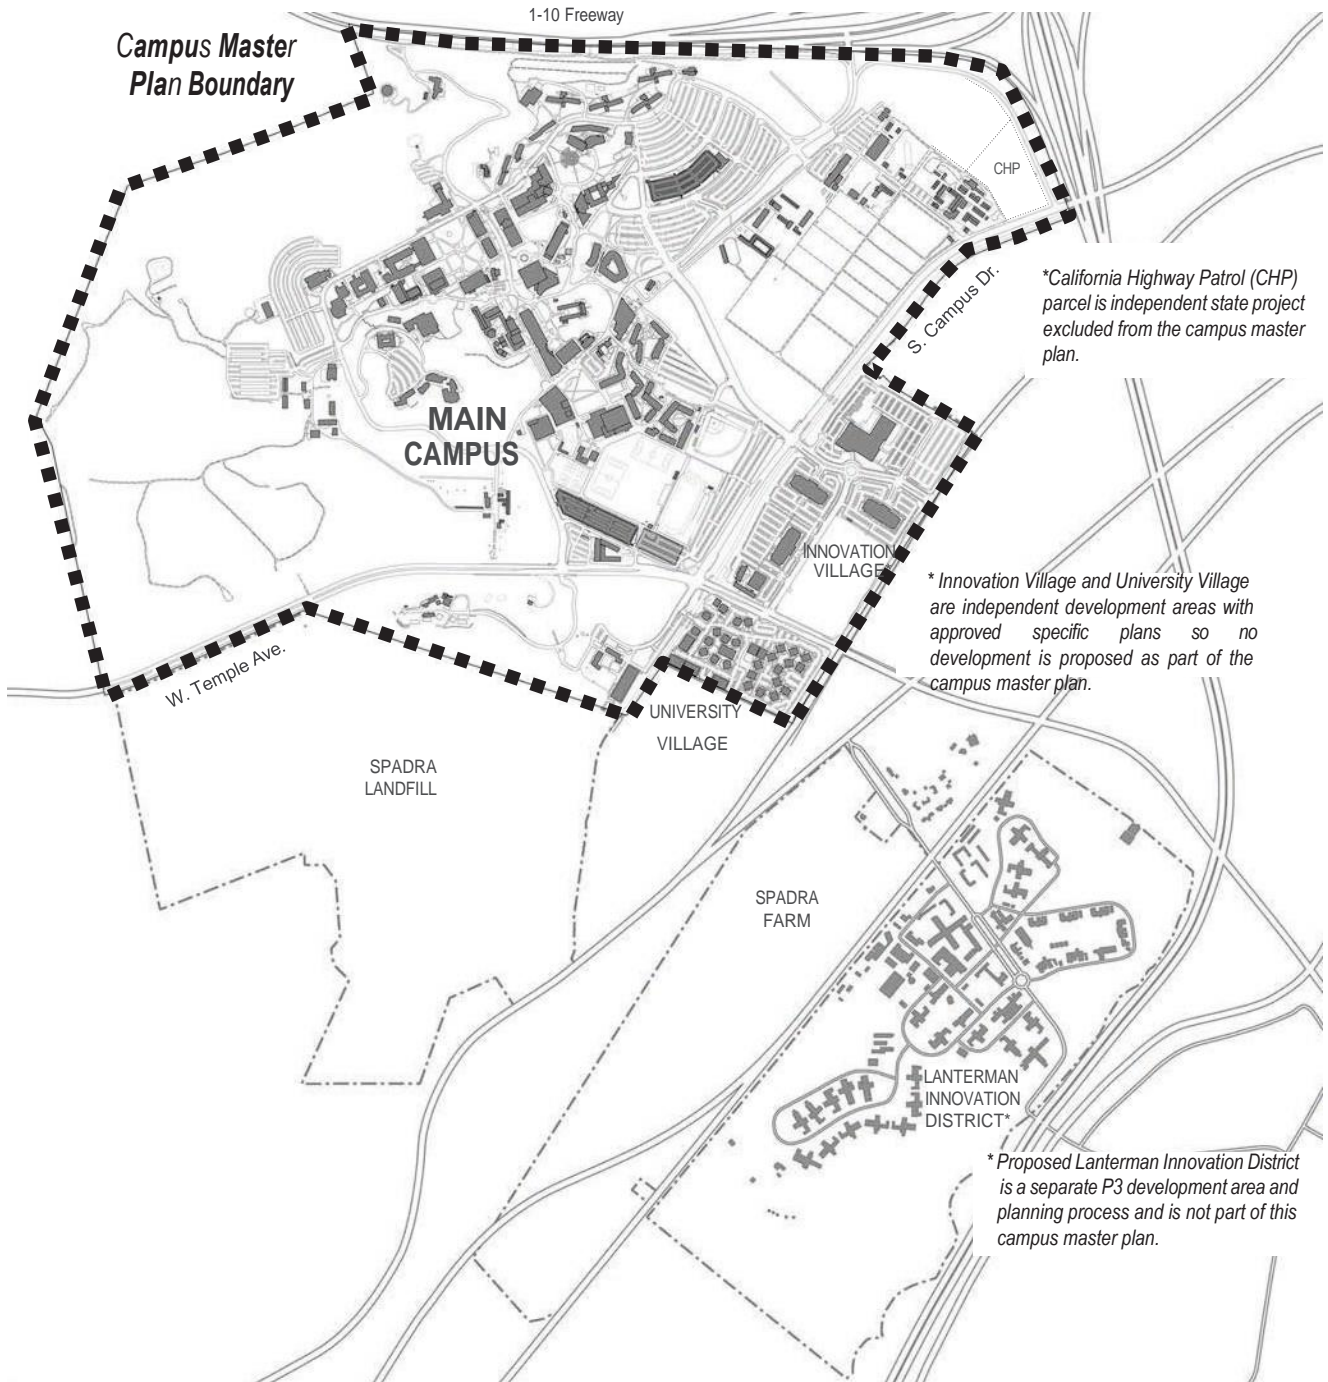 1-10 Freeway
Campus Master
Plan Boundary
CHP
S. Campus Dr.
*California Highway Patrol (CHP)
parcel is independent state project
excluded from the campus master
plan.
MAIN
CAMPUS
INNOVATION
VILLAGE
* Innovation Village and University Village
are independent development areas with
approved specific plans so no
development is proposed as part of the
campus master plan.
W. Temple Ave.
UNIVERSITY
VILLAGE
SPADRA
LANDFILL
SPADRA
FARM
LANTERMAN
INNOVATION
DISTRICT*
* Proposed Lanterman Innovation District
is a separate P3 development area and
planning process and is not part of this
campus master plan.